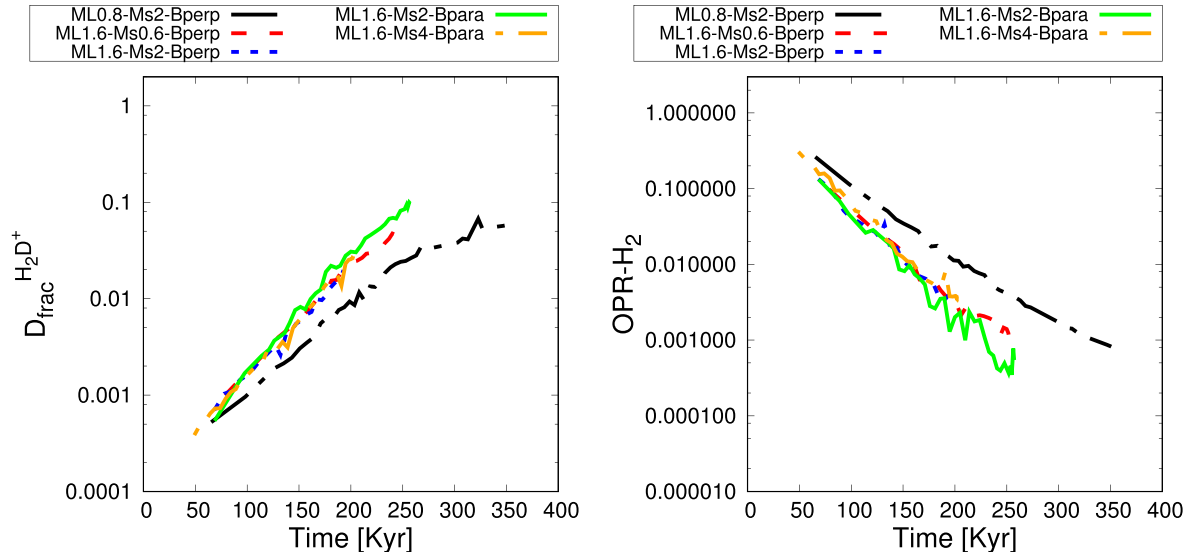 ML0.8-Ms2-Bperp
ML1.6-Ms0.6-Bperp
ML1.6-Ms2-Bperp
ML1.6-Ms2-Bpara
ML1.6-Ms4-Bpara
1
0.1
0.01
0.001
0.0001
D_frac^H₂D⁺
0 50 100 150 200 250 300 350 400
Time [Kyr]
ML0.8-Ms2-Bperp
ML1.6-Ms0.6-Bperp
ML1.6-Ms2-Bperp
ML1.6-Ms2-Bpara
ML1.6-Ms4-Bpara
1.000000
0.100000
0.010000
0.001000
0.000100
0.000010
OPR-H₂
0 50 100 150 200 250 300 350 400
Time [Kyr]